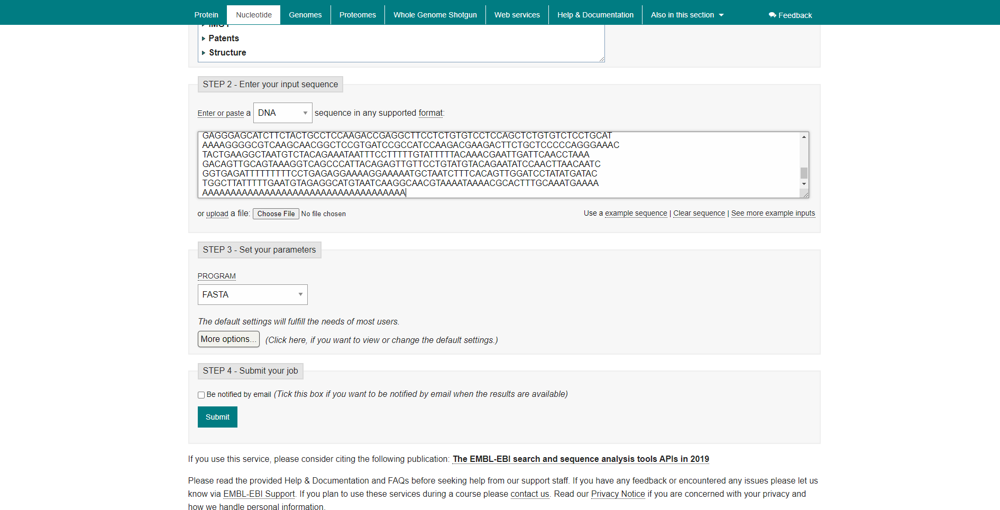 Protein Nucleotide Genomes Proteomes Whole Genome Shotgun Web services Help & Documentation Also in this section Feedback
IMGT
Patents
Structure
STEP 2 - Enter your input sequence
Enter or paste a DNA sequence in any supported format:
GAGGGAGCATCTTCTACTGCCTCCAAGACCGAGGCTTCCTCTGTGTCCTCCAGCTCTGTGTCTCCTGCAT
AAAAGGGGCGTCAAGCAACGGCTCCGTGATCCGCCATCCAAGACGAAGACTTCTGCTCCCCCAGGGAAAC
TACTGAAGGCTAATGTCTACAGAAATAATTTCCTTTTTGTATTTTTACAAACGAATTGATTCAACCTAAA
GACAGTTGCAGTAAAGGTCAGCCCATTACAGAGTTGTTCCTGTATGTACAGAATATCCAACTTAACAATC
GGTGAGATTTTTTTTTCCTGAGAGGAAAAGGAAAAATGCTAATCTTTCACAGTTGGATCCTATATGATAC
TGGCTTATTTTTGAATGTAGAGGCATGTAATCAAGGCAACGTAAAATAAAACGCACTTTGCAAATGAAAA
AAAAAAAAAAAAAAAAAAAAAAAAAAAAAAAAAAA
or upload a file: Choose File No file chosen Use a example sequence | Clear sequence | See more example inputs
STEP 3 - Set your parameters
PROGRAM
FASTA
The default settings will fulfill the needs of most users.
More options... (Click here, if you want to view or change the default settings.)
STEP 4 - Submit your job
Be notified by email (Tick this box if you want to be notified by email when the results are available)
Submit
If you use this service, please consider citing the following publication: The EMBL-EBI search and sequence analysis tools APIs in 2019
Please read the provided Help & Documentation and FAQs before seeking help from our support staff. If you have any feedback or encountered any issues please let us
know via EMBL-EBI Support. If you plan to use these services during a course please contact us. Read our Privacy Notice if you are concerned with your privacy and
how we handle personal information.